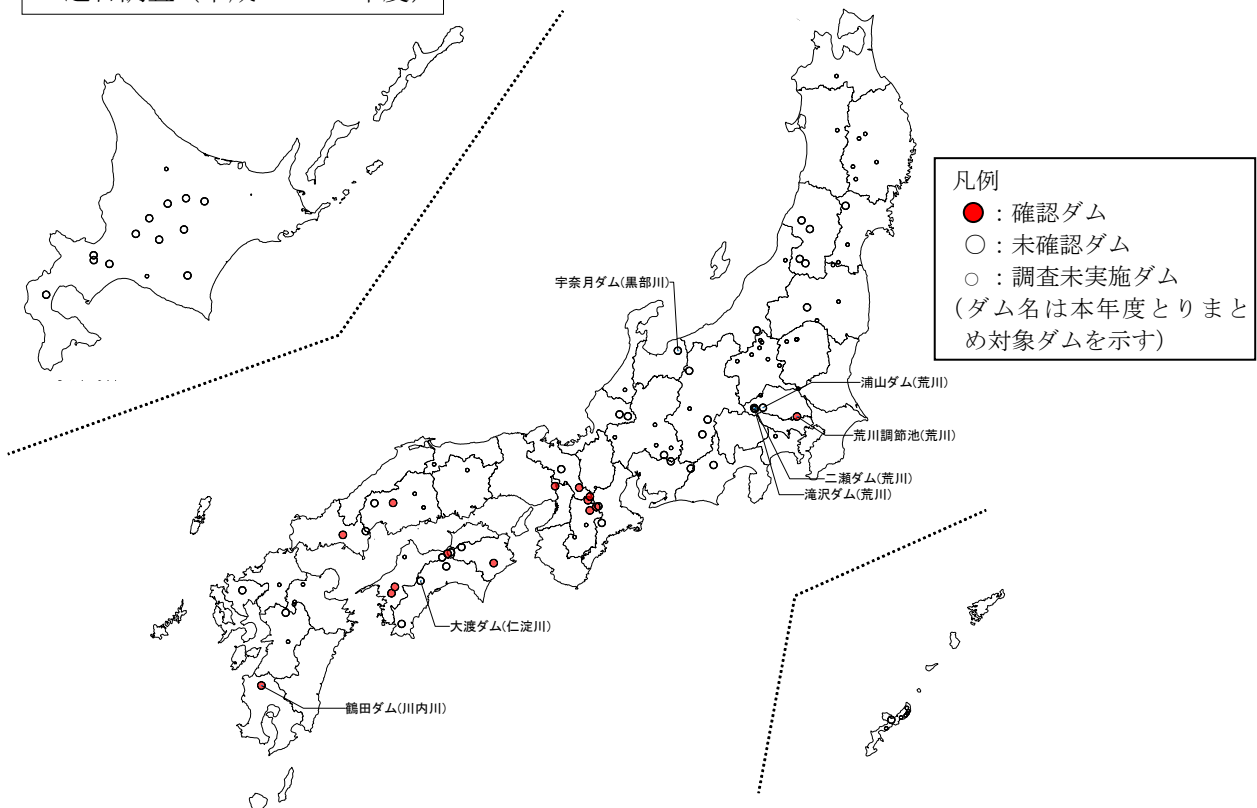 凡例
：確認ダム
：未確認ダム
：調査未実施ダム
(ダム名は本年度とりまと
め対象ダムを示す)
宇奈月ダム(黒部川)
浦山ダム(荒川)
荒川調節池(荒川)
二瀬ダム(荒川)
滝沢ダム(荒川)
大渡ダム(仁淀川)
鶴田ダム(川内川)